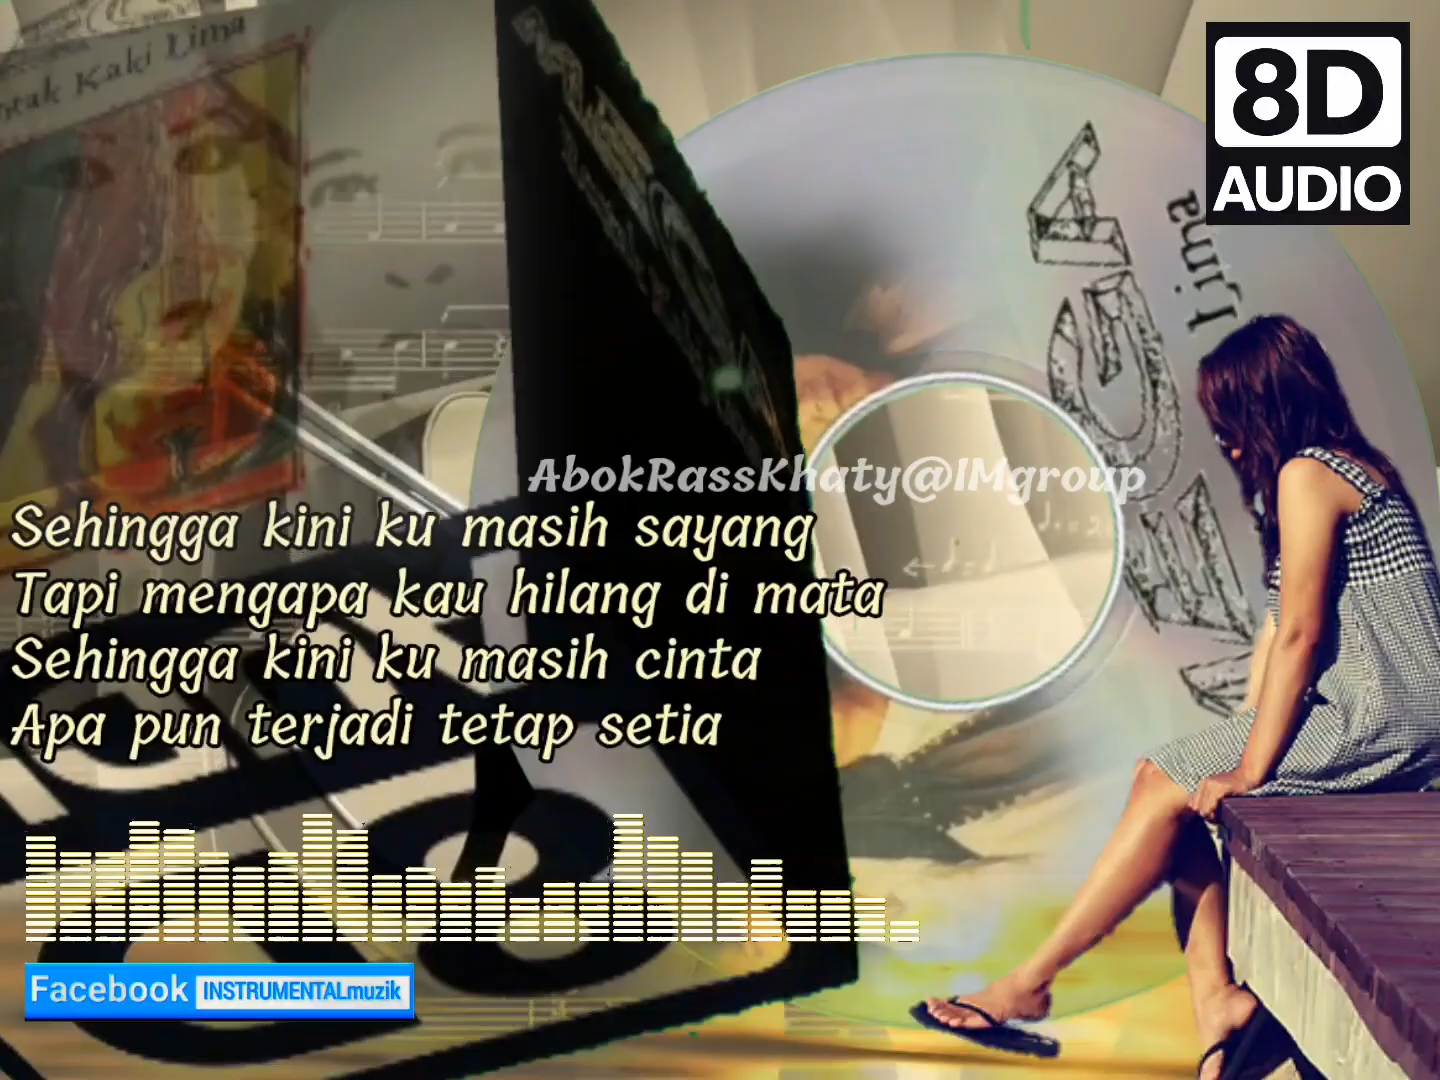 ntak Kaki Lima
8D
AUDIO
Lima
AbokRassKhaty@IMgroup
Sehingga kini ku masih sayang
Tapi mengapa kau hilang di mata
Sehingga kini ku masih cinta
Apa pun terjadi tetap setia
Facebook INSTRUMENTALmuzik